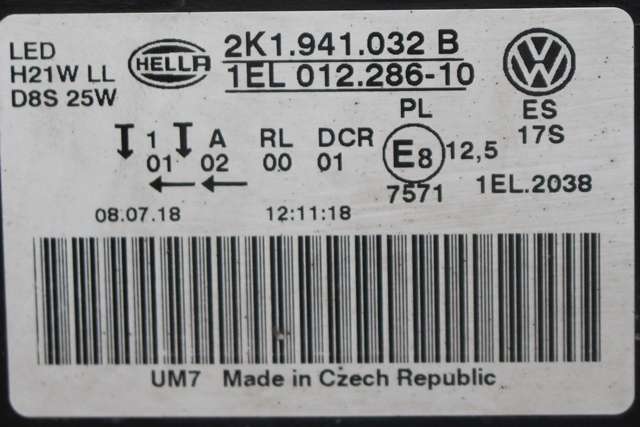 LED
H21W LL
D8S 25W
HELLA
2K1.941.032 B
1EL 012.286-10
VW
PL
ES
17S
1 A RL DCR
01 02 00 01
E8 12,5
7571
1EL.2038
08.07.18 12:11:18
UM7 Made in Czech Republic